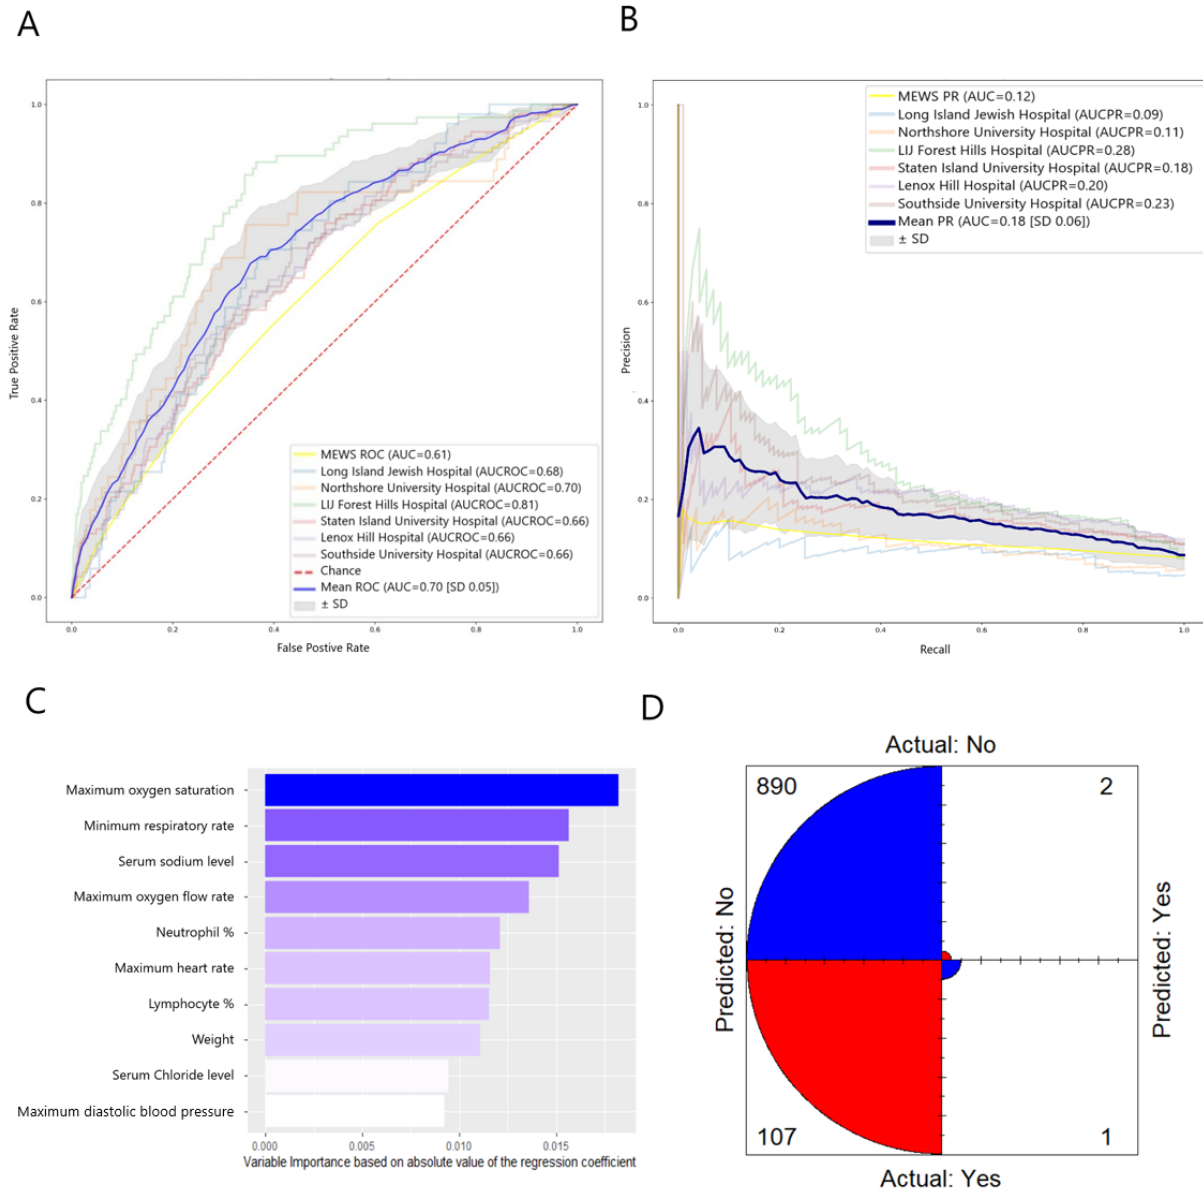 A
1.0
0.8
0.6
0.4
0.2
0.0
True Positive Rate
MEWS ROC (AUC=0.61)
Long Island Jewish Hospital (AUCROC=0.68)
Northshore University Hospital (AUCROC=0.70)
LIJ Forest Hills Hospital (AUCROC=0.81)
Staten Island University Hospital (AUCROC=0.66)
Lenox Hill Hospital (AUCROC=0.66)
Southside University Hospital (AUCROC=0.66)
Chance
Mean ROC (AUC=0.70 [SD 0.05])
± SD
0.0 0.2 0.4 0.6 0.8 1.0
False Postive Rate
B
1.0
0.8
0.6
0.4
0.2
0.0
Precision
MEWS PR (AUC=0.12)
Long Island Jewish Hospital (AUCPR=0.09)
Northshore University Hospital (AUCPR=0.11)
LIJ Forest Hills Hospital (AUCPR=0.28)
Staten Island University Hospital (AUCPR=0.18)
Lenox Hill Hospital (AUCPR=0.20)
Southside University Hospital (AUCPR=0.23)
Mean PR (AUC=0.18 [SD 0.06])
± SD
0.0 0.2 0.4 0.6 0.8 1.0
Recall
C
Maximum oxygen saturation
Minimum respiratory rate
Serum sodium level
Maximum oxygen flow rate
Neutrophil %
Maximum heart rate
Lymphocyte %
Weight
Serum Chloride level
Maximum diastolic blood pressure
0.000 0.005 0.010 0.015
Variable Importance based on absolute value of the regression coefficient
D
Actual: No
890 2
Predicted: No
Predicted: Yes
107 1
Actual: Yes